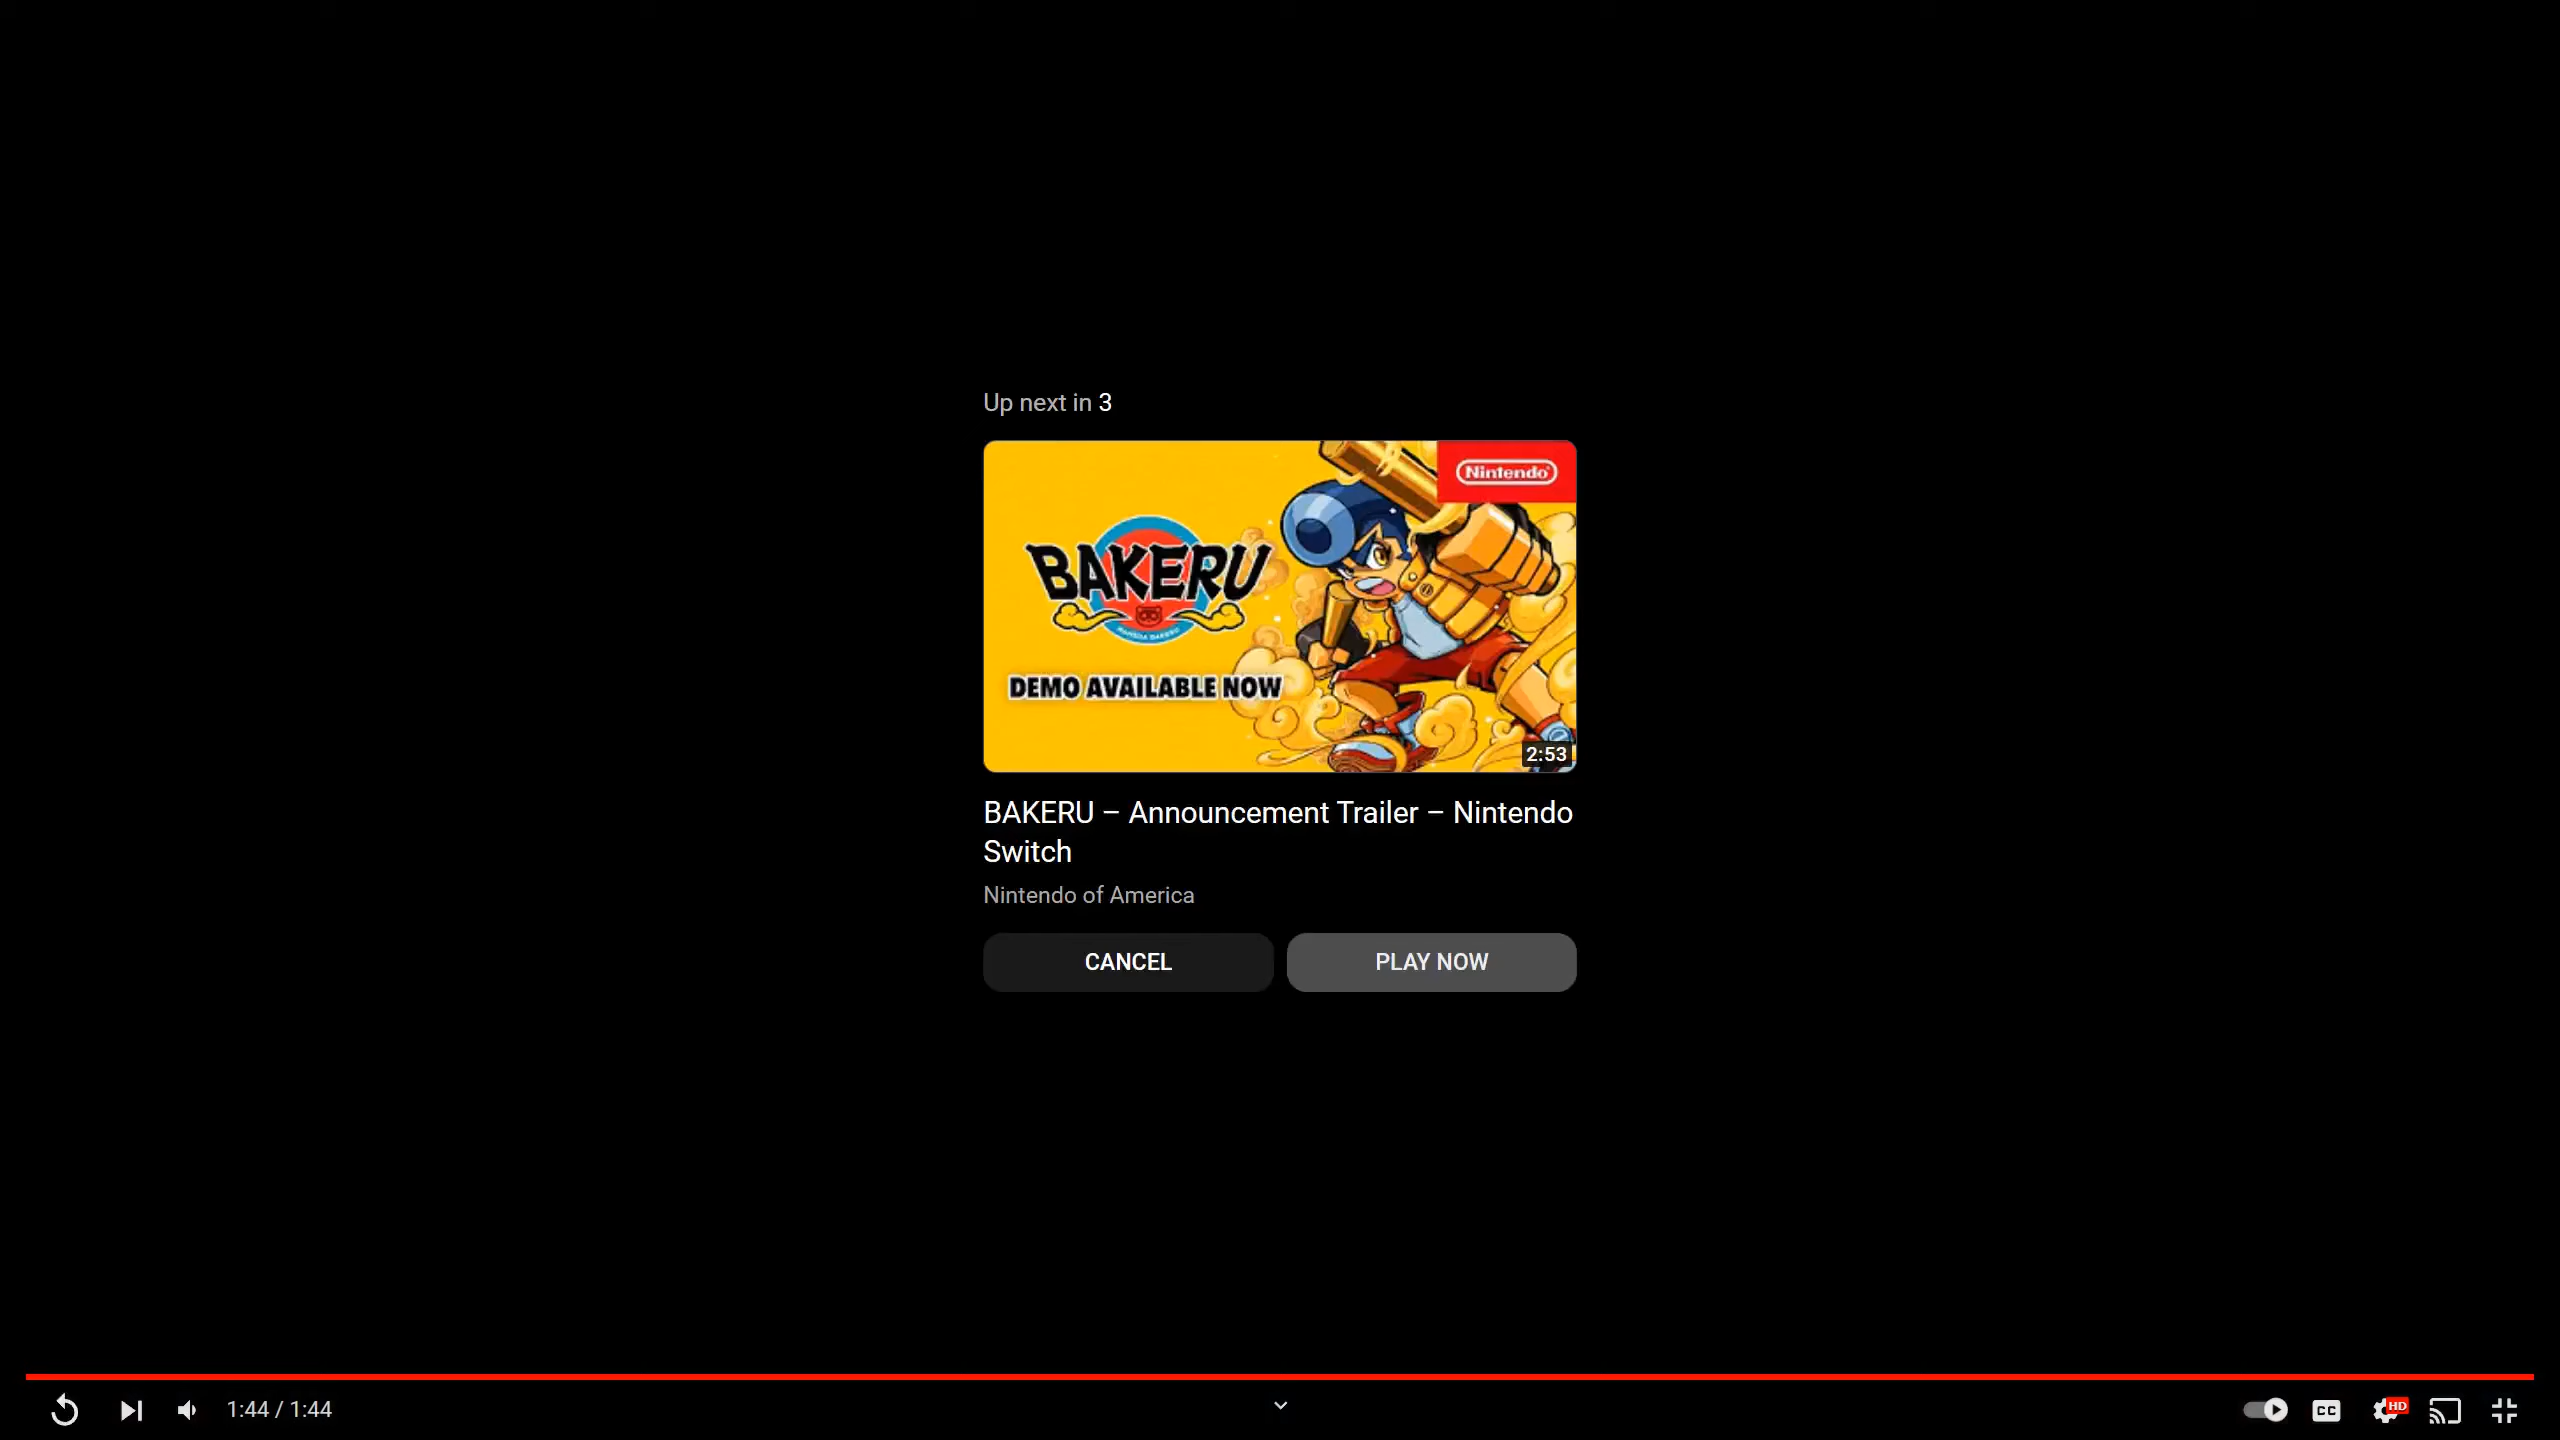 Up next in 3
Nintendo
BAKERU
DEMO AVAILABLE NOW
2:53
BAKERU – Announcement Trailer – Nintendo
Switch
Nintendo of America
CANCEL
PLAY NOW
1:44 / 1:44
CC
HD